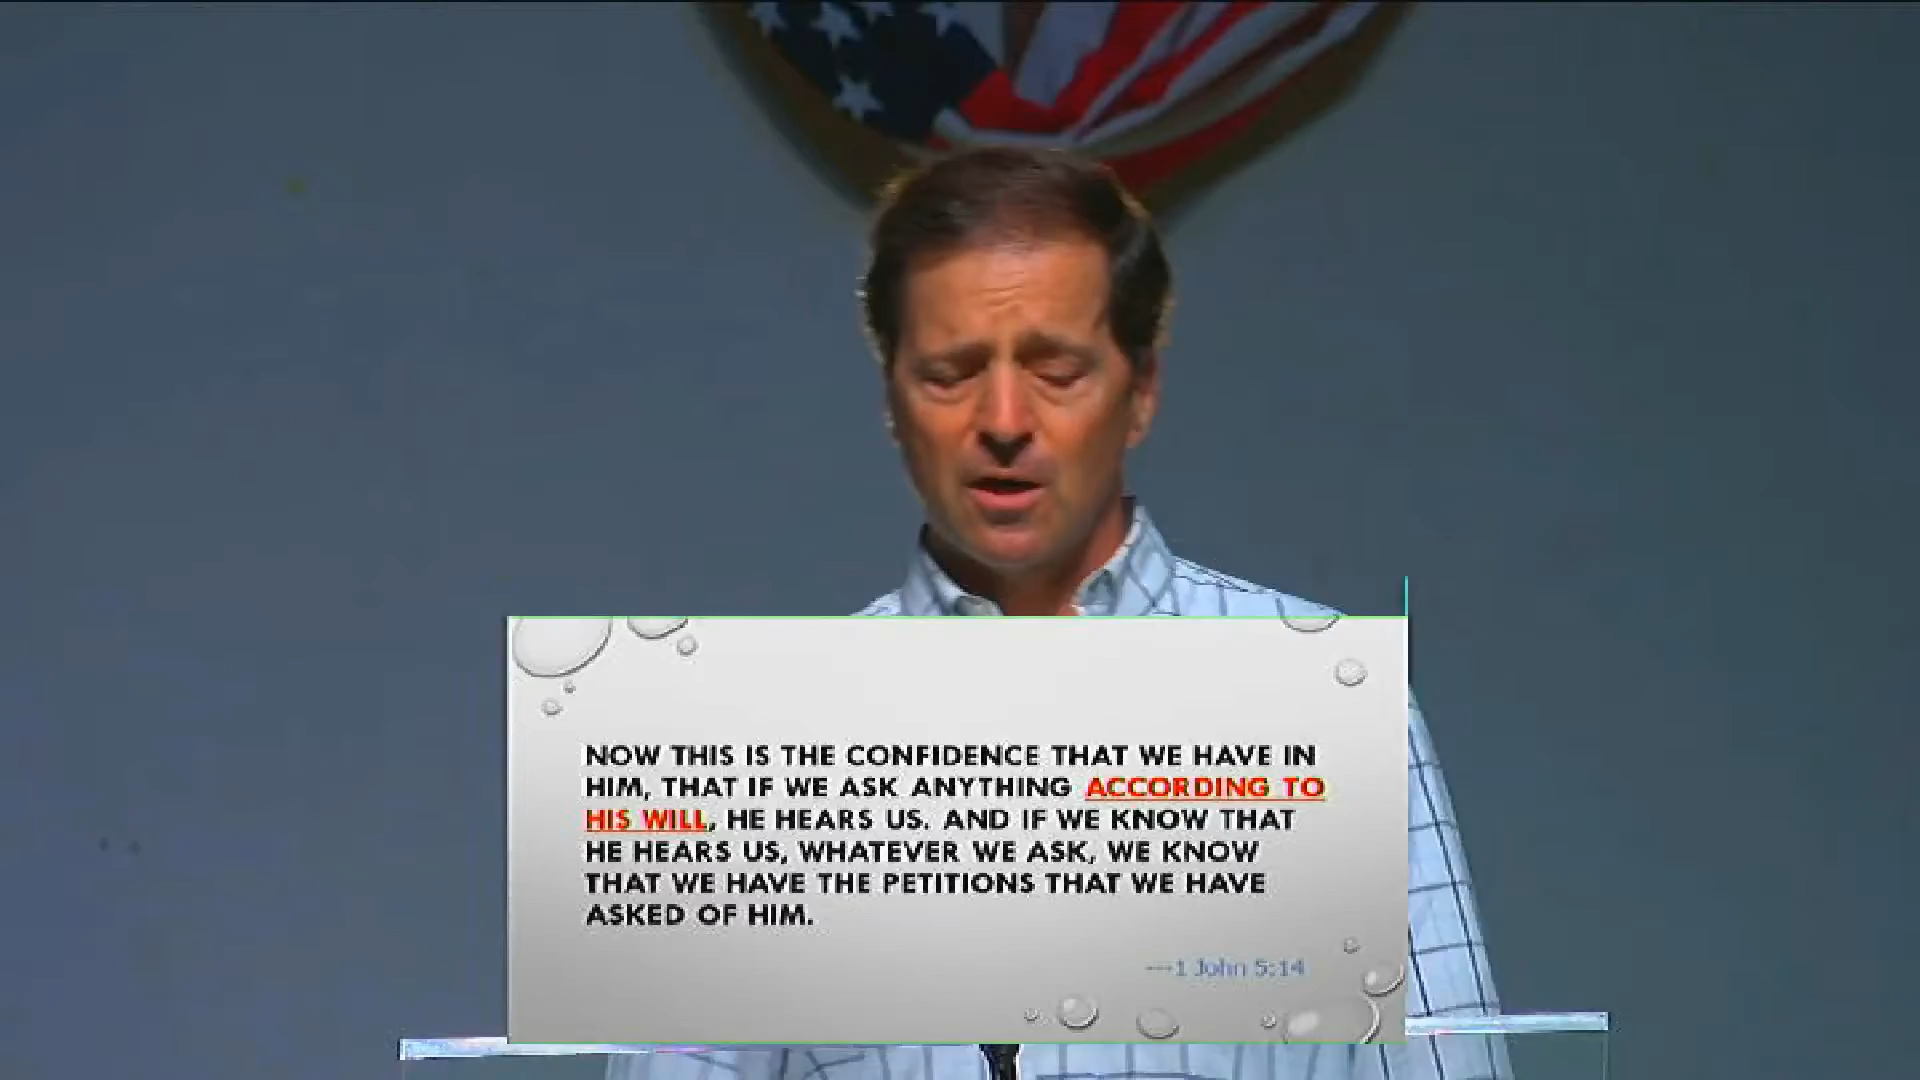 NOW THIS IS THE CONFIDENCE THAT WE HAVE IN
HIM, THAT IF WE ASK ANYTHING ACCORDING TO
HIS WILL, HE HEARS US. AND IF WE KNOW THAT
HE HEARS US, WHATEVER WE ASK, WE KNOW
THAT WE HAVE THE PETITIONS THAT WE HAVE
ASKED OF HIM.
---1 John 5:14